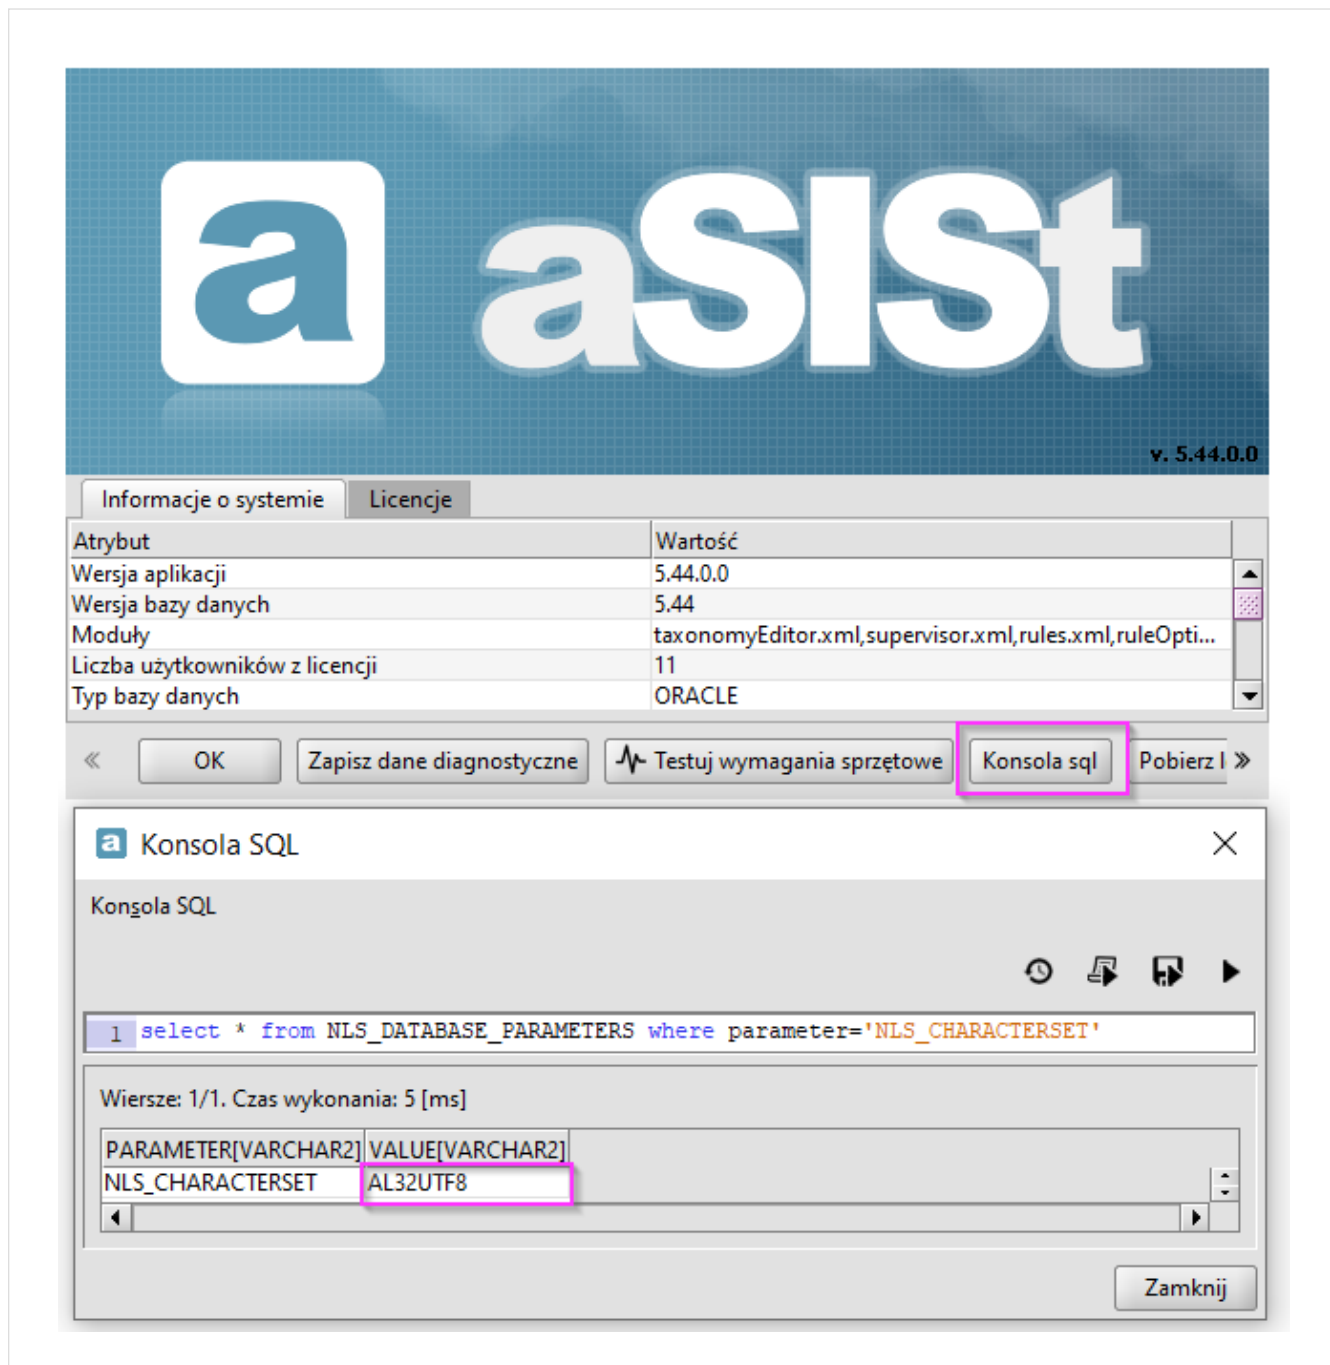 a aSISt
v. 5.44.0.0
Informacje o systemie Licencje
Atrybut Wartość
Wersja aplikacji 5.44.0.0
Wersja bazy danych 5.44
Moduły taxonomyEditor.xml,supervisor.xml,rules.xml,ruleOpti...
Liczba użytkowników z licencji 11
Typ bazy danych ORACLE
« OK Zapisz dane diagnostyczne Testuj wymagania sprzętowe Konsola sql Pobierz »
a Konsola SQL
Konsola SQL
1 select * from NLS_DATABASE_PARAMETERS where parameter='NLS_CHARACTERSET'
Wiersze: 1/1. Czas wykonania: 5 [ms]
PARAMETER[VARCHAR2] VALUE[VARCHAR2]
NLS_CHARACTERSET AL32UTF8
Zamknij